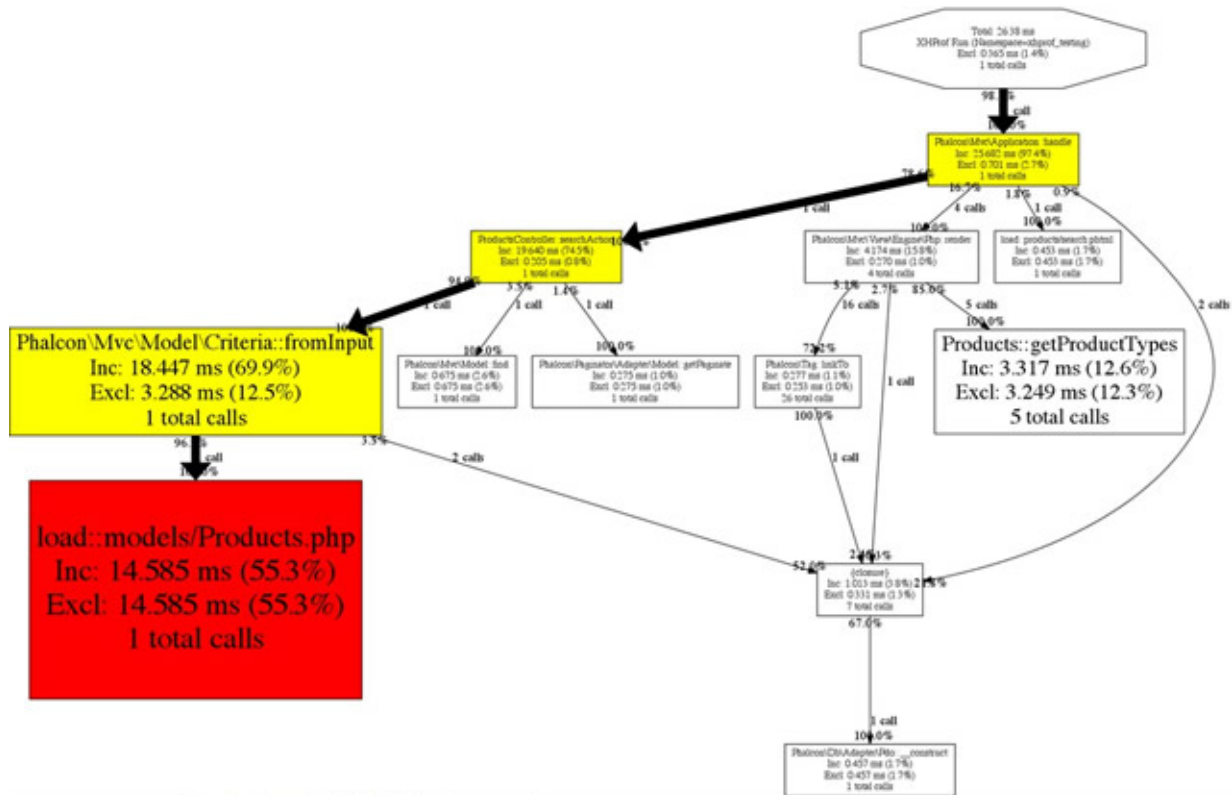 Total: 26.38 ms
XHProf Run (Namespace=xhprof_testing)
Excl: 0.365 ms (1.4%)
1 total calls
call
Phalcon\Mvc\Application::handle
Inc: 25.682 ms (97.4%)
Excl: 0.701 ms (2.7%)
1 total calls
78.6%
16.7%
1.8%
0.9%
1 call
4 calls
1 call
2 calls
100.0%
100.0%
ProductsController::searchAction
Inc: 19.640 ms (74.5%)
Excl: 0.205 ms (0.8%)
1 total calls
Phalcon\Mvc\View\Engine\Php::render
Inc: 4.174 ms (15.8%)
Excl: 0.270 ms (1.0%)
4 total calls
load::products/search.phtml
Inc: 0.453 ms (1.7%)
Excl: 0.453 ms (1.7%)
1 total calls
3.5%
1.4%
5.1%
2.7%
85.6%
1 call
1 call
1 call
16 calls
1 call
5 calls
100.0%
100.0%
72.2%
100.0%
Phalcon\Mvc\Model\Criteria::fromInput
Inc: 18.447 ms (69.9%)
Excl: 3.288 ms (12.5%)
1 total calls
Phalcon\Mvc\Model::find
Inc: 0.675 ms (2.6%)
Excl: 0.675 ms (2.6%)
1 total calls
Phalcon\Paginator\Adapter\Model::getPaginate
Inc: 0.275 ms (1.0%)
Excl: 0.275 ms (1.0%)
1 total calls
Phalcon\Tag::linkTo
Inc: 0.277 ms (1.1%)
Excl: 0.253 ms (1.0%)
26 total calls
Products::getProductTypes
Inc: 3.317 ms (12.6%)
Excl: 3.249 ms (12.3%)
5 total calls
3.5%
100.0%
call
2 calls
1 call
load::models/Products.php
Inc: 14.585 ms (55.3%)
Excl: 14.585 ms (55.3%)
1 total calls
52.0%
{closure}
Inc: 1.013 ms (3.8%)
Excl: 0.331 ms (1.3%)
7 total calls
67.0%
1 call
100.0%
Phalcon\Db\Adapter\Pdo::__construct
Inc: 0.457 ms (1.7%)
Excl: 0.457 ms (1.7%)
1 total calls